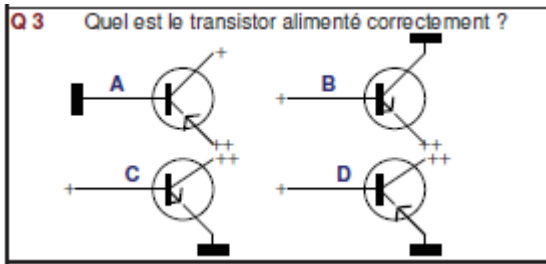 Q 3 Quel est le transistor alimenté correctement ?
A +
++
B +
++
C +
++
D +
++